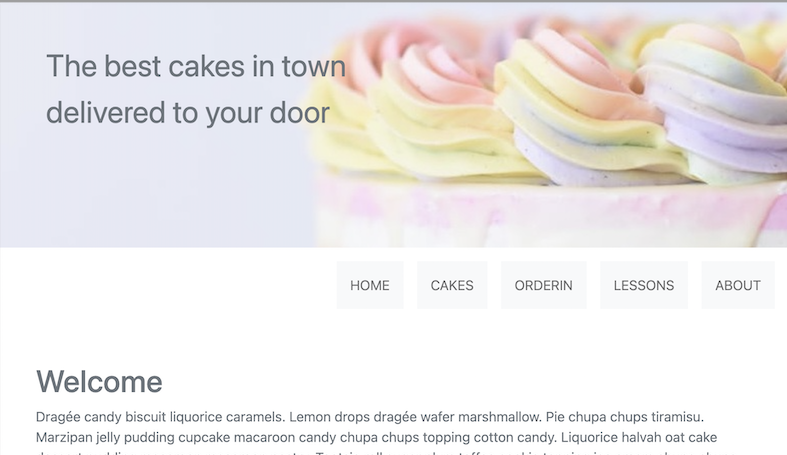 The best cakes in town
delivered to your door
HOME CAKES ORDERIN LESSONS ABOUT
Welcome
Dragée candy biscuit liquorice caramels. Lemon drops dragée wafer marshmallow. Pie chupa chups tiramisu.
Marzipan jelly pudding cupcake macaroon candy chupa chups topping cotton candy. Liquorice halvah oat cake